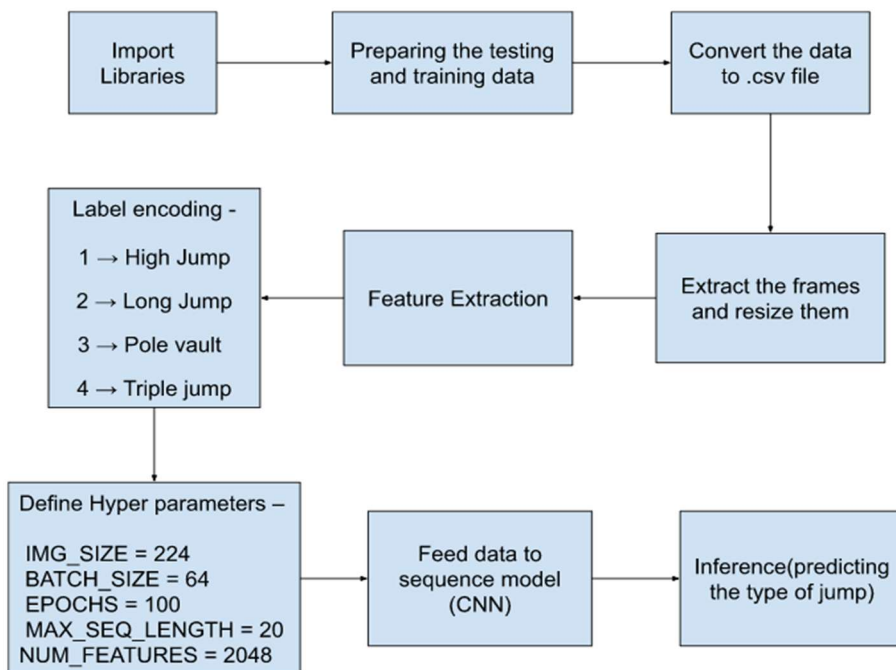 Import
Libraries
Preparing the testing
and training data
Convert the data
to .csv file
Extract the frames
and resize them
Feature Extraction
Label encoding -
1 → High Jump
2 → Long Jump
3 → Pole vault
4 → Triple jump
Define Hyper parameters –
IMG_SIZE = 224
BATCH_SIZE = 64
EPOCHS = 100
MAX_SEQ_LENGTH = 20
NUM_FEATURES = 2048
Feed data to
sequence model
(CNN)
Inference(predicting
the type of jump)